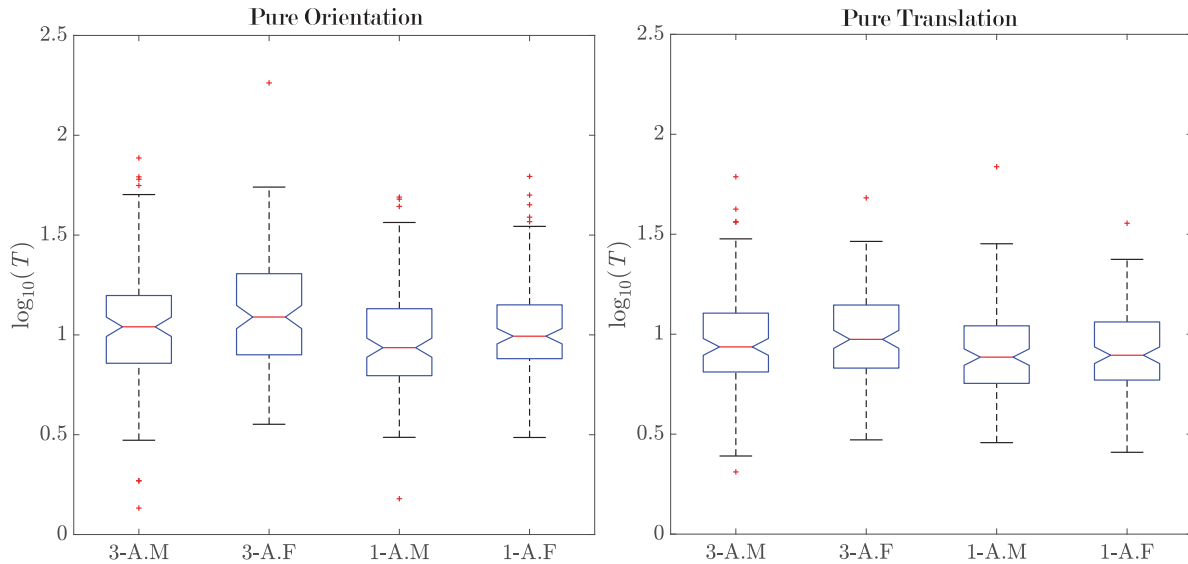 Pure Orientation
log10(T)
2.5
2
1.5
1
0.5
0
3-A.M 3-A.F 1-A.M 1-A.F
Pure Translation
log10(T)
2.5
2
1.5
1
0.5
0
3-A.M 3-A.F 1-A.M 1-A.F